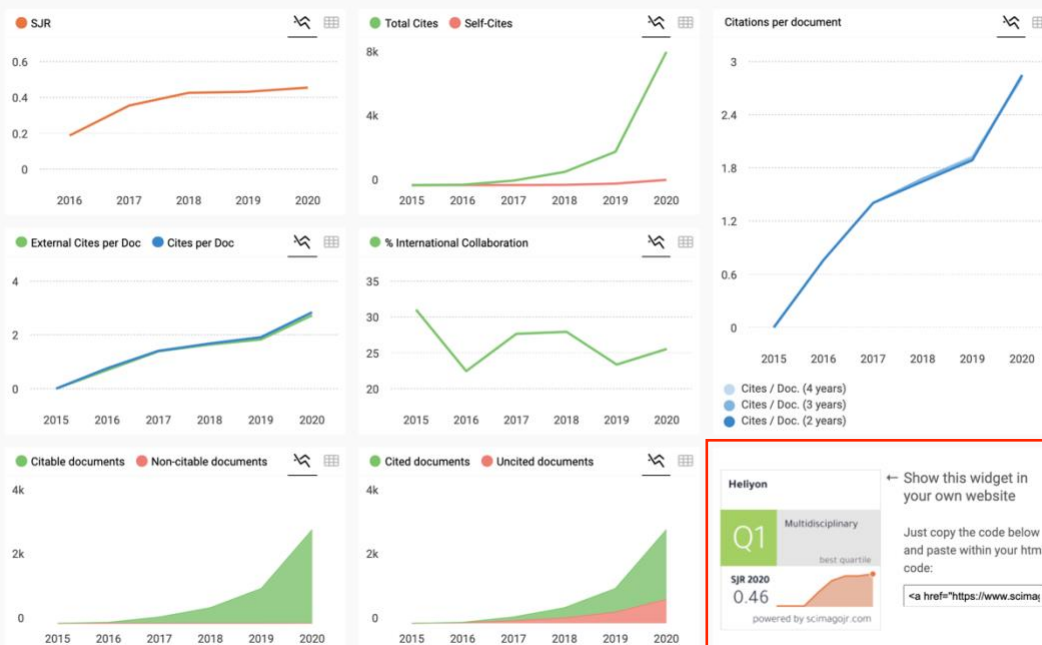 SJR
0.6
0.4
0.2
0
2016 2017 2018 2019 2020
Total Cites Self-Cites
8k
4k
0
2015 2016 2017 2018 2019 2020
Citations per document
3
2.4
1.8
1.2
0.6
0
2015 2016 2017 2018 2019 2020
Cites / Doc. (4 years)
Cites / Doc. (3 years)
Cites / Doc. (2 years)
External Cites per Doc Cites per Doc
4
2
0
2015 2016 2017 2018 2019 2020
% International Collaboration
35
30
25
20
2015 2016 2017 2018 2019 2020
Citable documents Non-citable documents
4k
2k
0
2015 2016 2017 2018 2019 2020
Cited documents Uncited documents
4k
2k
0
2015 2016 2017 2018 2019 2020
Heliyon
Q1
Multidisciplinary
best quartile
SJR 2020
0.46
powered by scimagojr.com
← Show this widget in
your own website
Just copy the code below
and paste within your htm
code:
<a href="https://www.scimag